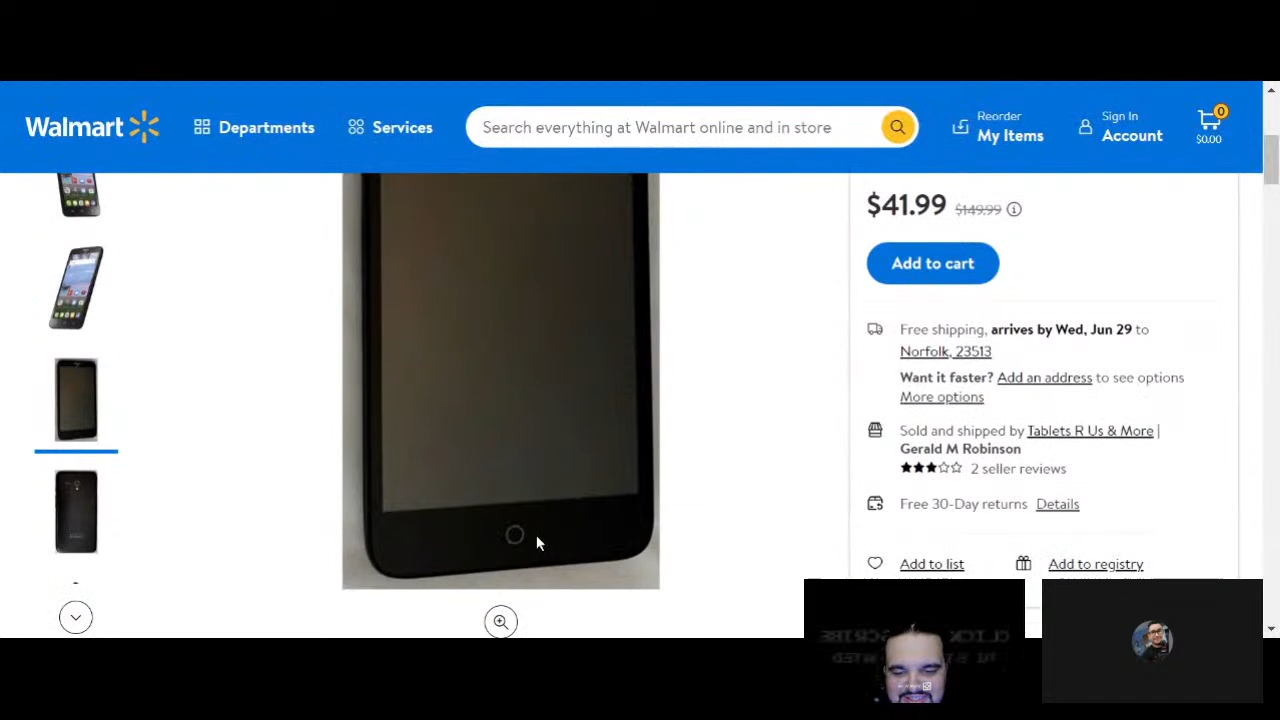 Walmart
Departments
Services
Search everything at Walmart online and in store
Reorder
My Items
Sign In
Account
0
$0.00
$41.99 $149.99
Add to cart
Free shipping, arrives by Wed, Jun 29 to
Norfolk, 23513
Want it faster? Add an address to see options
More options
Sold and shipped by Tablets R Us & More |
Gerald M Robinson
2 seller reviews
Free 30-Day returns Details
Add to list
Add to registry